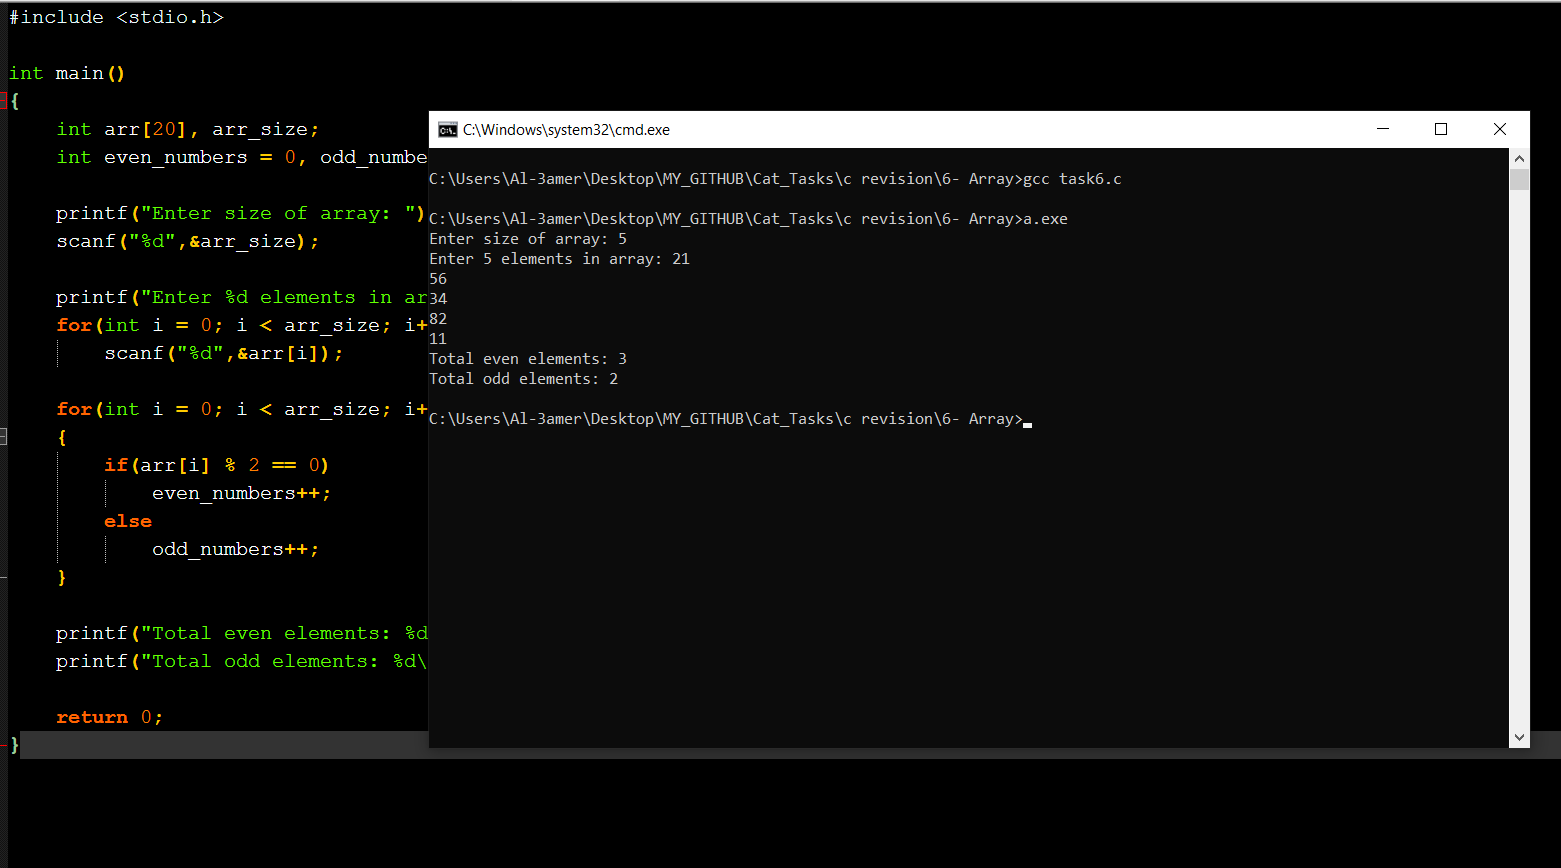 #include <stdio.h>
int main()
{
int arr[20], arr_size;
int even_numbers = 0, odd_numbe
printf("Enter size of array: ")
scanf("%d",&arr_size);
printf("Enter %d elements in ar
for(int i = 0; i < arr_size; i+
scanf("%d",&arr[i]);
for(int i = 0; i < arr_size; i+
{
if(arr[i] % 2 == 0)
even_numbers++;
else
odd_numbers++;
}
printf("Total even elements: %d
printf("Total odd elements: %d\
return 0;
}
C:\Windows\system32\cmd.exe
C:\Users\Al-3amer\Desktop\MY_GITHUB\Cat_Tasks\c revision\6- Array>gcc task6.c
C:\Users\Al-3amer\Desktop\MY_GITHUB\Cat_Tasks\c revision\6- Array>a.exe
Enter size of array: 5
Enter 5 elements in array: 21
56
34
82
11
Total even elements: 3
Total odd elements: 2
C:\Users\Al-3amer\Desktop\MY_GITHUB\Cat_Tasks\c revision\6- Array>